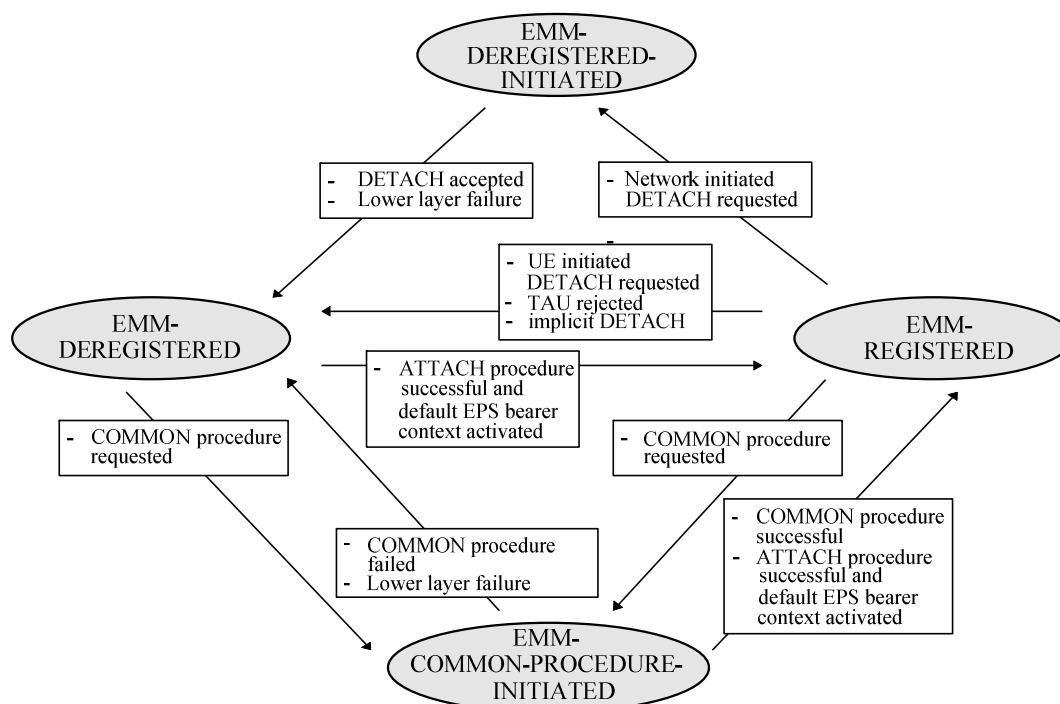 EMM-
DEREGISTERED-
INITIATED
- DETACH accepted
- Lower layer failure
- Network initiated
DETACH requested
-
- UE initiated
DETACH requested
- TAU rejected
- implicit DETACH
EMM-
DEREGISTERED
EMM-
REGISTERED
- ATTACH procedure
successful and
default EPS bearer
context activated
- COMMON procedure
requested
- COMMON procedure
requested
- COMMON procedure
failed
- Lower layer failure
- COMMON procedure
successful
- ATTACH procedure
successful and
default EPS bearer
context activated
EMM-
COMMON-PROCEDURE-
INITIATED